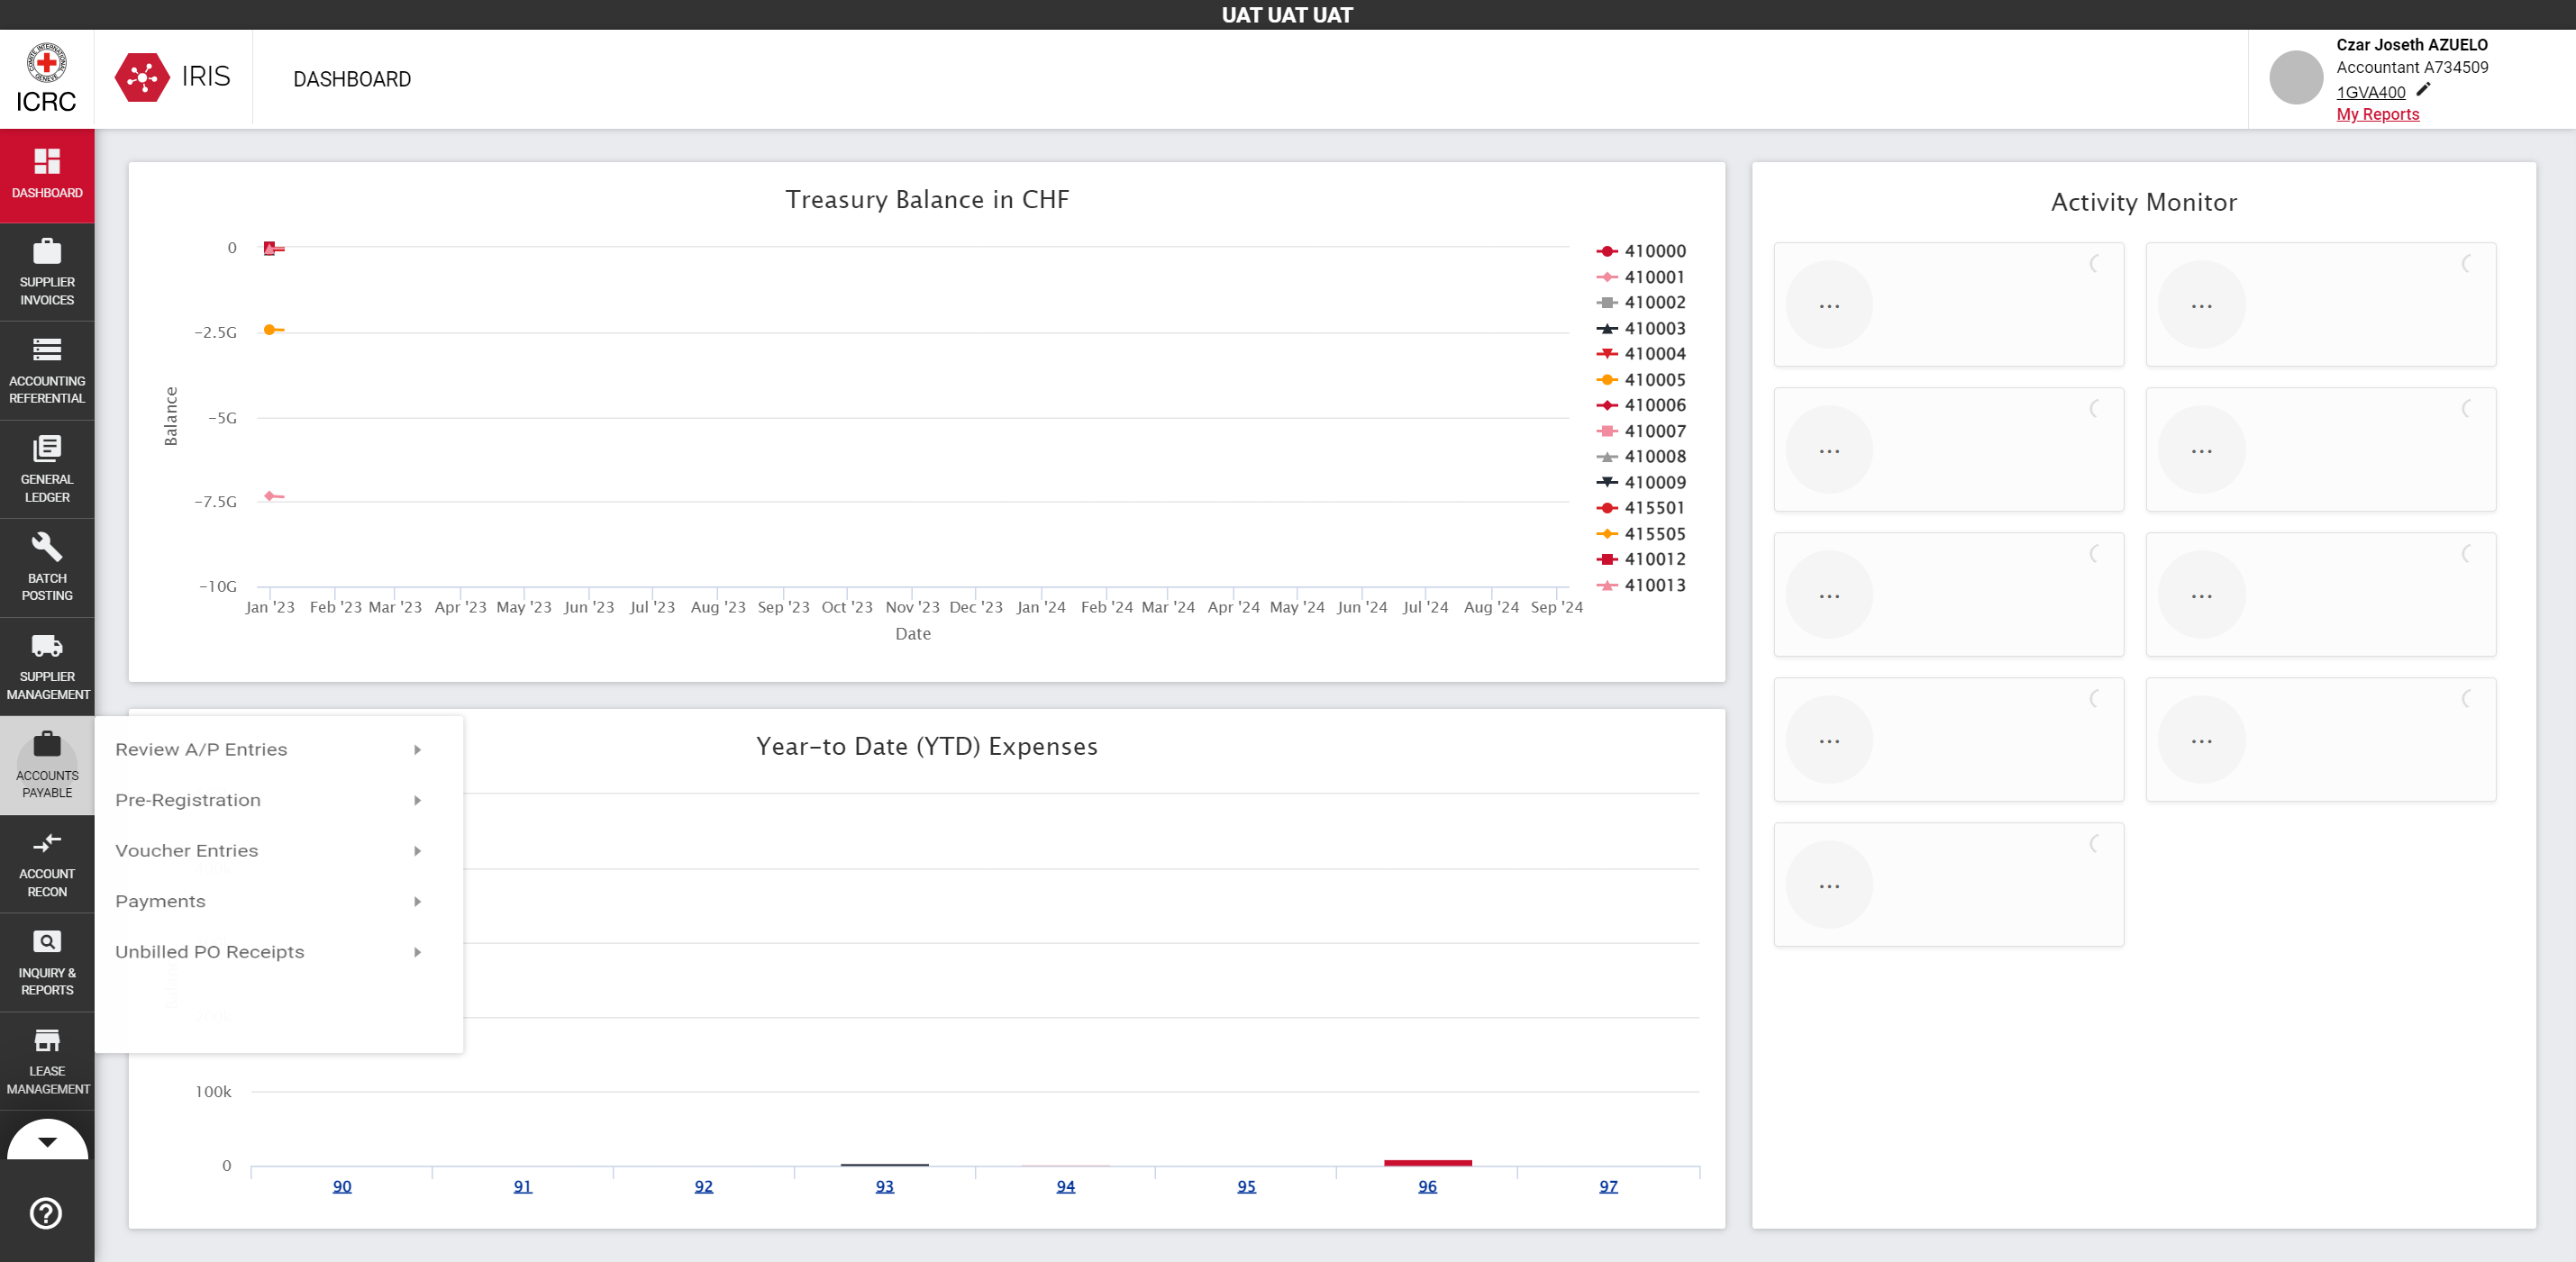 UAT UAT UAT
ICRC
IRIS
DASHBOARD
Czar Joseth AZUELO
Accountant A734509
1GVA400
My Reports
DASHBOARD
SUPPLIER
INVOICES
ACCOUNTING
REFERENTIAL
GENERAL
LEDGER
BATCH
POSTING
SUPPLIER
MANAGEMENT
ACCOUNTS
PAYABLE
ACCOUNT
RECON
INQUIRY &
REPORTS
LEASE
MANAGEMENT
Review A/P Entries
Pre-Registration
Voucher Entries
Payments
Unbilled PO Receipts
Treasury Balance in CHF
Balance
0
-2.5G
-5G
-7.5G
-10G
Jan '23 Feb '23 Mar '23 Apr '23 May '23 Jun '23 Jul '23 Aug '23 Sep '23 Oct '23 Nov '23 Dec '23 Jan '24 Feb '24 Mar '24 Apr '24 May '24 Jun '24 Jul '24 Aug '24 Sep '24
Date
410000
410001
410002
410003
410004
410005
410006
410007
410008
410009
415501
415505
410012
410013
Year-to Date (YTD) Expenses
100k
0
90 91 92 93 94 95 96 97
Activity Monitor
... ...
... ...
... ...
... ...
...